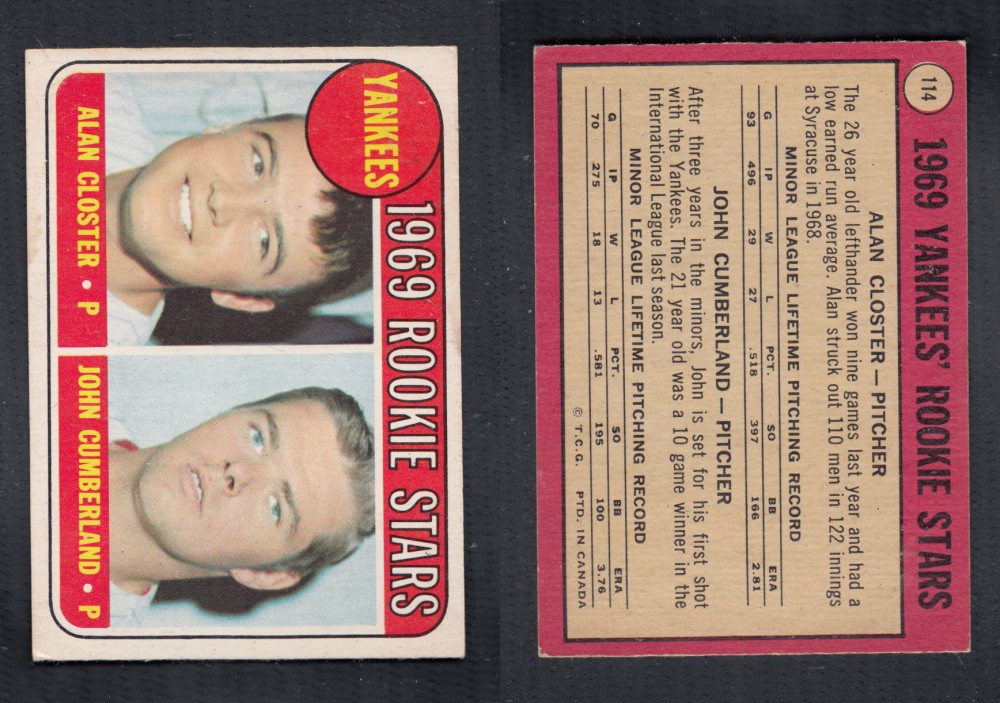 YANKEES
1969 ROOKIE STARS
ALAN CLOSTER • P
JOHN CUMBERLAND • P
114
1969 YANKEES' ROOKIE STARS
ALAN CLOSTER — PITCHER
The 26 year old lefthander won nine games last year and had a
low earned run average. Alan struck out 110 men in 122 innings
at Syracuse in 1968.
MINOR LEAGUE LIFETIME PITCHING RECORD
G IP W L PCT. SO BB ERA
93 496 29 27 .518 397 166 2.81
JOHN CUMBERLAND — PITCHER
After three years in the minors, John is set for his first shot
with the Yankees. The 21 year old was a 10 game winner in the
International League last season.
MINOR LEAGUE LIFETIME PITCHING RECORD
G IP W L PCT. SO BB ERA
70 275 18 13 .581 195 100 3.76
© T.C.G. PTD. IN CANADA